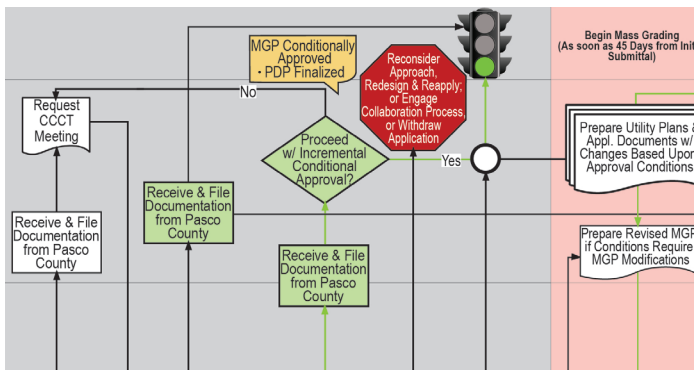 MGP Conditionally
Approved
• PDP Finalized
Reconsider
Approach,
Redesign & Reapply;
or Engage
Collaboration Process,
or Withdraw
Application
Begin Mass Grading
(As soon as 45 Days from
Submittal)
No
Request
CCCT
Meeting
Proceed
w/ Incremental
Conditional
Approval?
Yes
Prepare Utility Plans &
Appl. Documents w/
Changes Based Upon
Approval Conditions
Receive & File
Documentation
from Pasco
County
Receive & File
Documentation
from Pasco
County
Receive & File
Documentation
from Pasco
County
Prepare Revised MGP
if Conditions Require
MGP Modifications